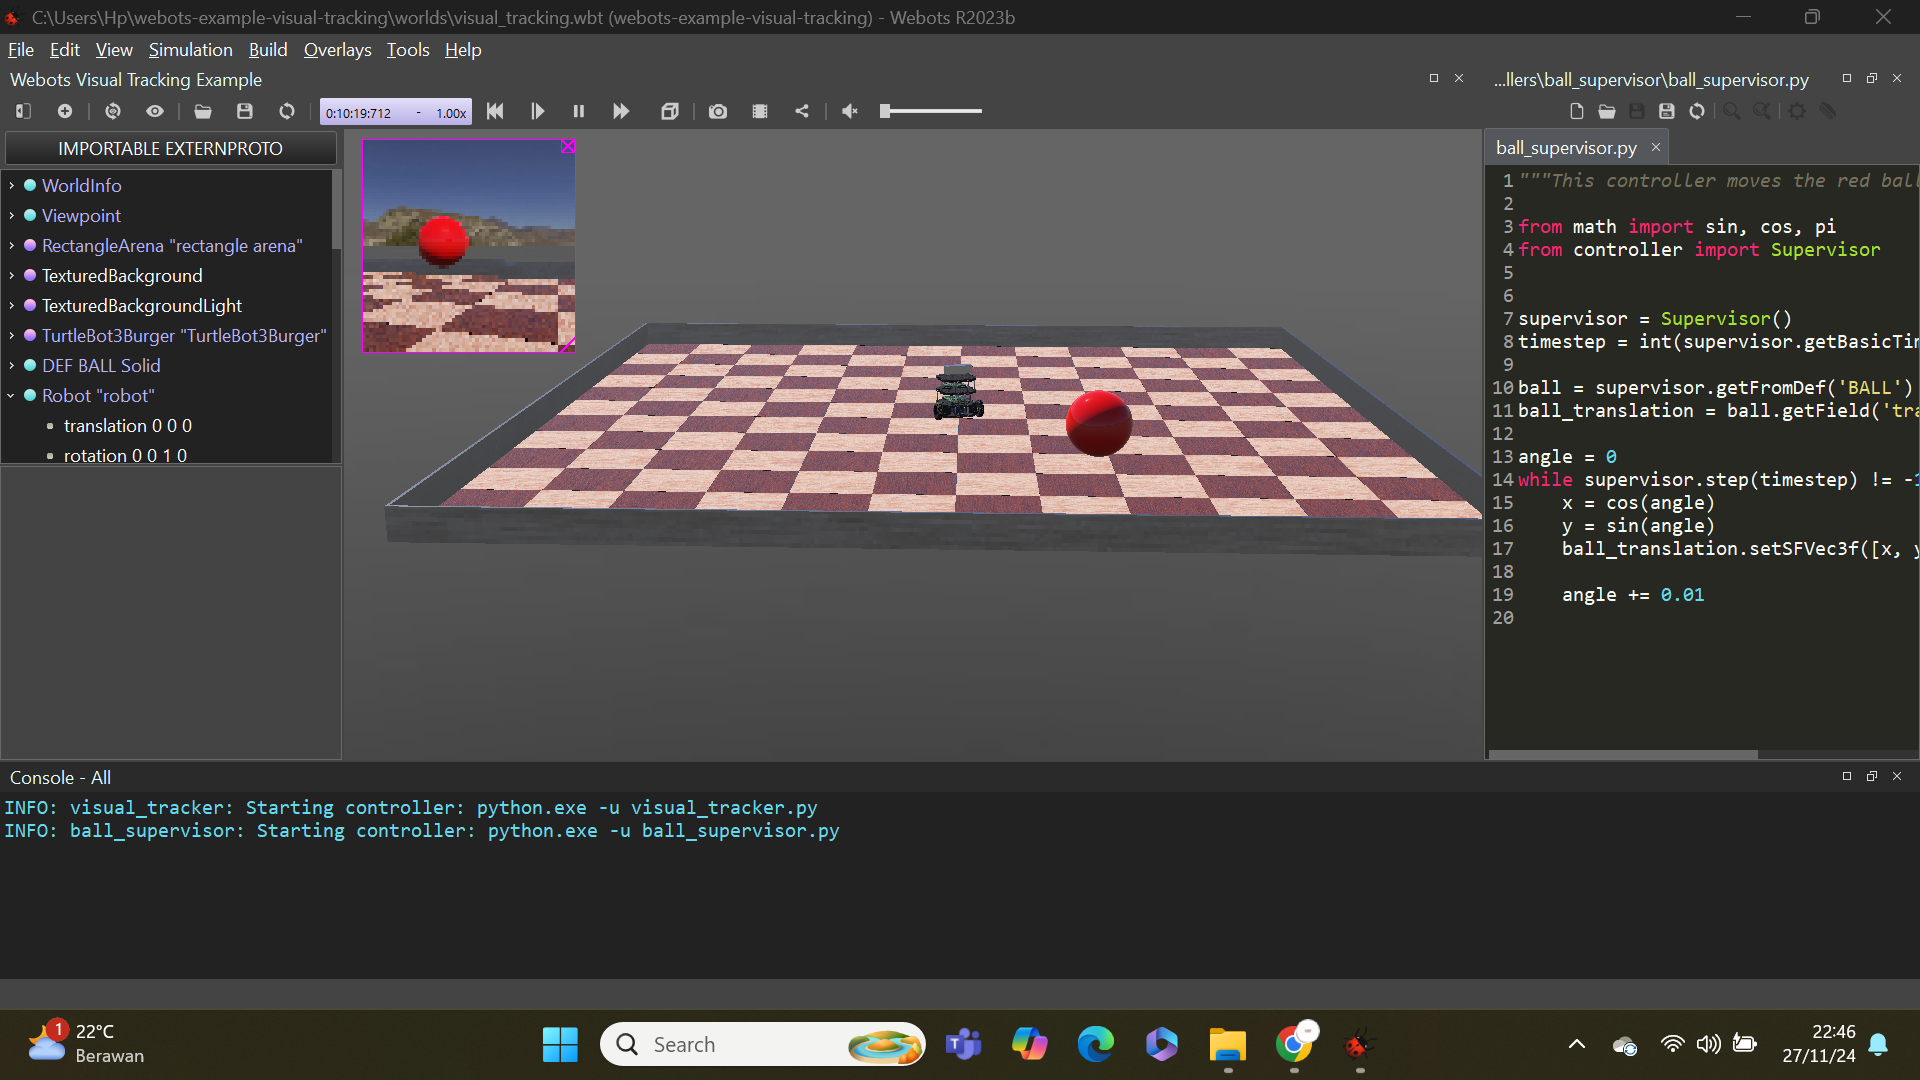 C:\Users\Hp\webots-example-visual-tracking\worlds\visual_tracking.wbt (webots-example-visual-tracking) - Webots R2023b
File Edit View Simulation Build Overlays Tools Help
Webots Visual Tracking Example
0:10:19:712 - 1.00x
IMPORTABLE EXTERNPROTO
WorldInfo
Viewpoint
RectangleArena "rectangle arena"
TexturedBackground
TexturedBackgroundLight
TurtleBot3Burger "TurtleBot3Burger"
DEF BALL Solid
Robot "robot"
translation 0 0 0
rotation 0 0 1 0
...llers\ball_supervisor\ball_supervisor.py
ball_supervisor.py
1 """This controller moves the red ball
2
3 from math import sin, cos, pi
4 from controller import Supervisor
5
6
7 supervisor = Supervisor()
8 timestep = int(supervisor.getBasicTi
9
10 ball = supervisor.getFromDef('BALL')
11 ball_translation = ball.getField('tra
12
13 angle = 0
14 while supervisor.step(timestep) != -1
15 x = cos(angle)
16 y = sin(angle)
17 ball_translation.setSFVec3f([x, y
18
19 angle += 0.01
20
Console - All
INFO: visual_tracker: Starting controller: python.exe -u visual_tracker.py
INFO: ball_supervisor: Starting controller: python.exe -u ball_supervisor.py
1
22°C
Berawan
Search
22:46
27/11/24